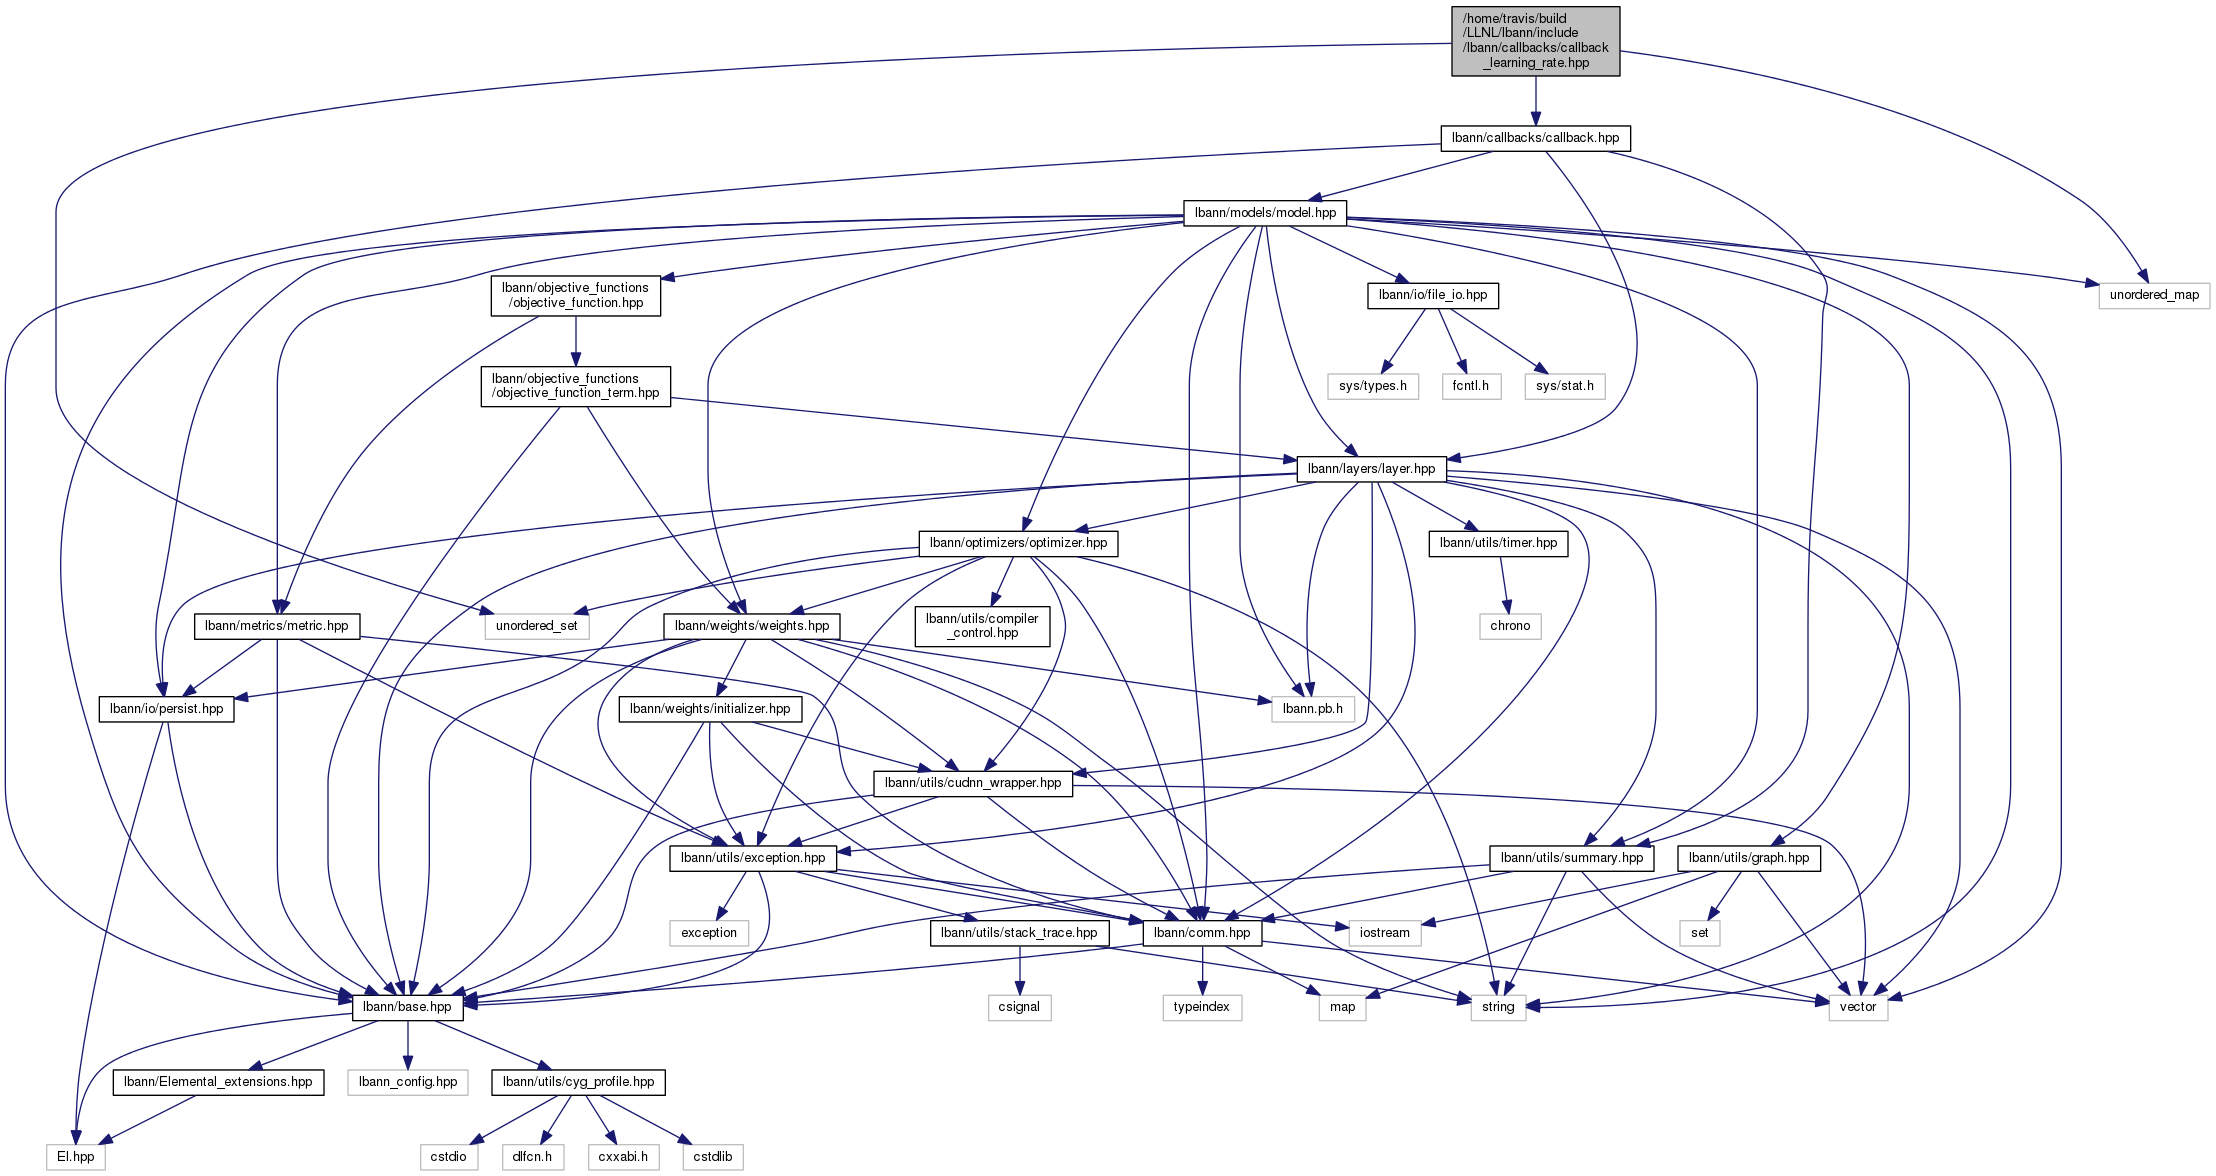 /home/travis/build
/LLNL/lbann/include
/lbann/callbacks/callback
_learning_rate.hpp
lbann/callbacks/callback.hpp
lbann/models/model.hpp
lbann/objective_functions
/objective_function.hpp
lbann/io/file_io.hpp
unordered_map
lbann/objective_functions
/objective_function_term.hpp
sys/types.h
fcntl.h
sys/stat.h
lbann/layers/layer.hpp
lbann/optimizers/optimizer.hpp
lbann/utils/timer.hpp
lbann/metrics/metric.hpp
unordered_set
lbann/weights/weights.hpp
lbann/utils/compiler
_control.hpp
chrono
lbann/io/persist.hpp
lbann/weights/initializer.hpp
lbann.pb.h
lbann/utils/cudnn_wrapper.hpp
lbann/utils/exception.hpp
lbann/utils/summary.hpp
lbann/utils/graph.hpp
exception
lbann/utils/stack_trace.hpp
lbann/comm.hpp
iostream
set
lbann/base.hpp
csignal
typeindex
map
string
vector
lbann/Elemental_extensions.hpp
lbann_config.hpp
lbann/utils/cyg_profile.hpp
El.hpp
cstdio
dlfcn.h
cxxabi.h
cstdlib